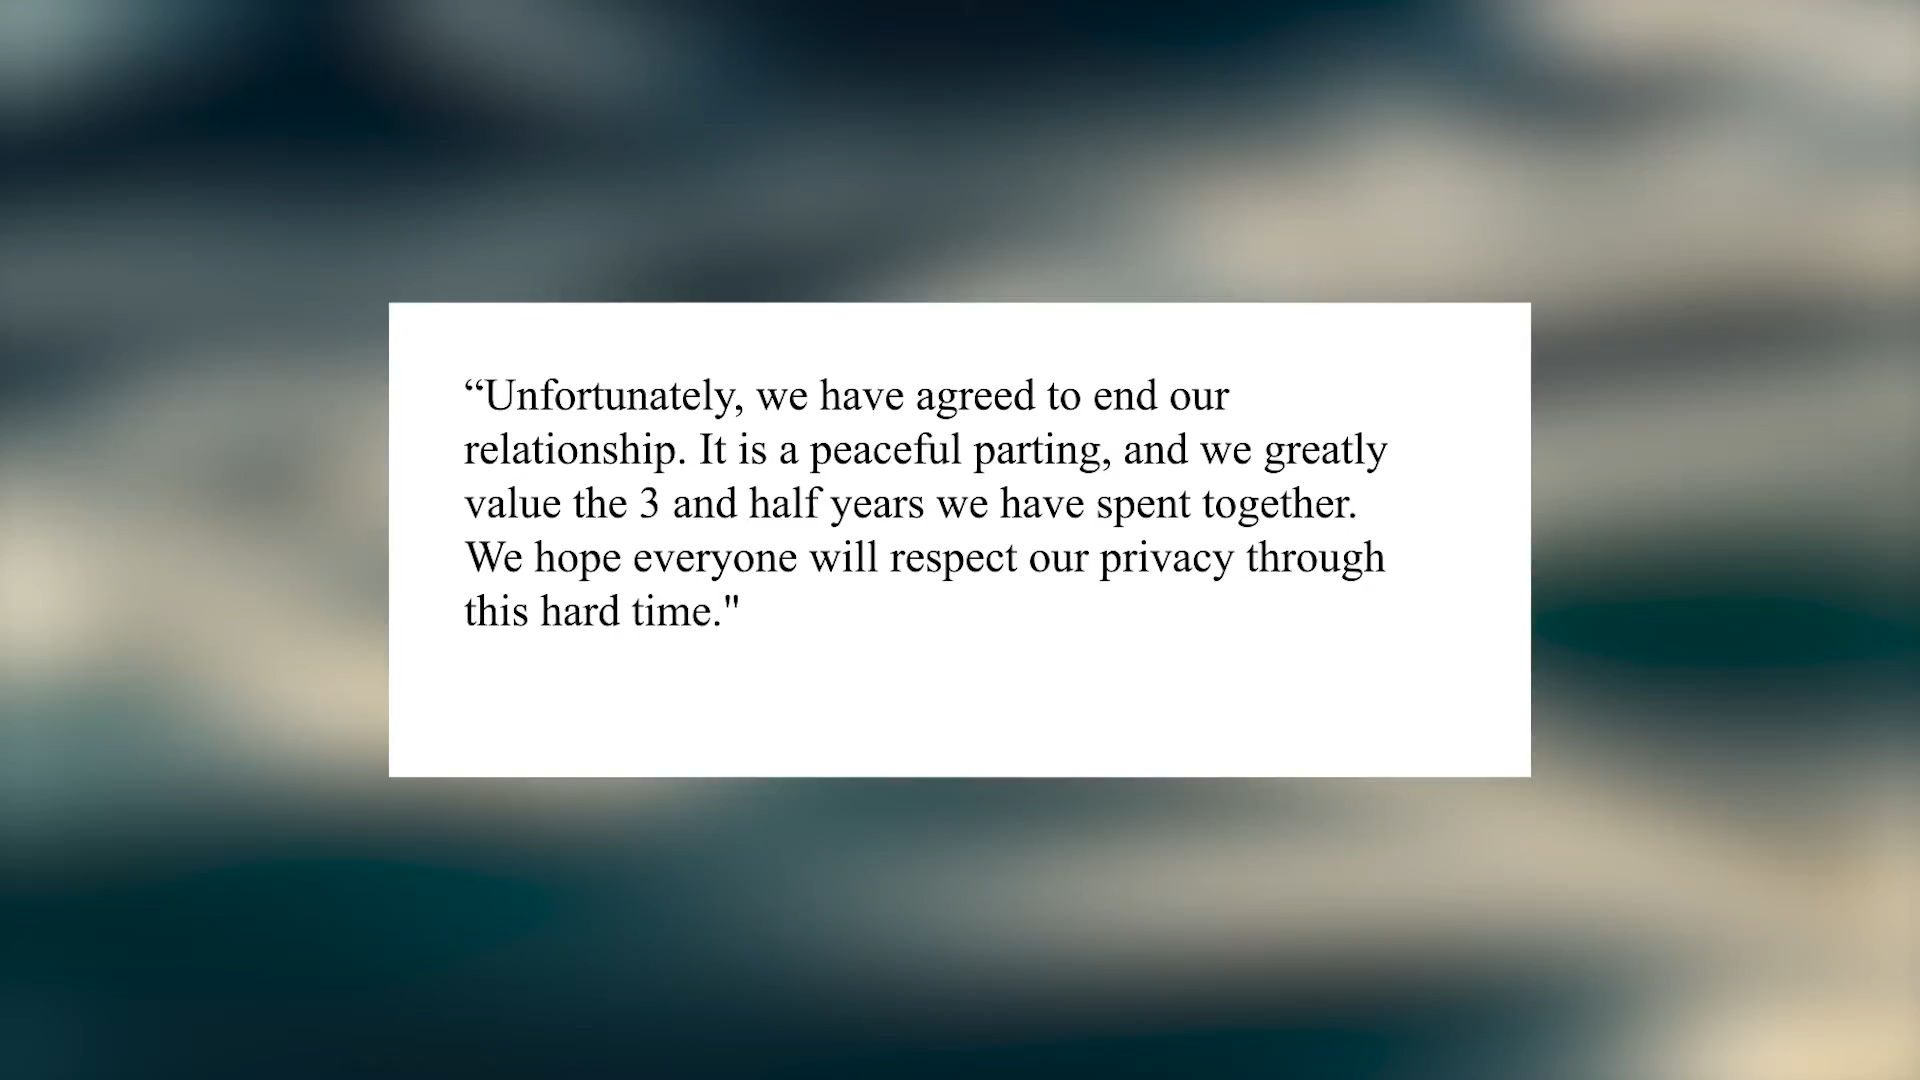 “Unfortunately, we have agreed to end our
relationship. It is a peaceful parting, and we greatly
value the 3 and half years we have spent together.
We hope everyone will respect our privacy through
this hard time."